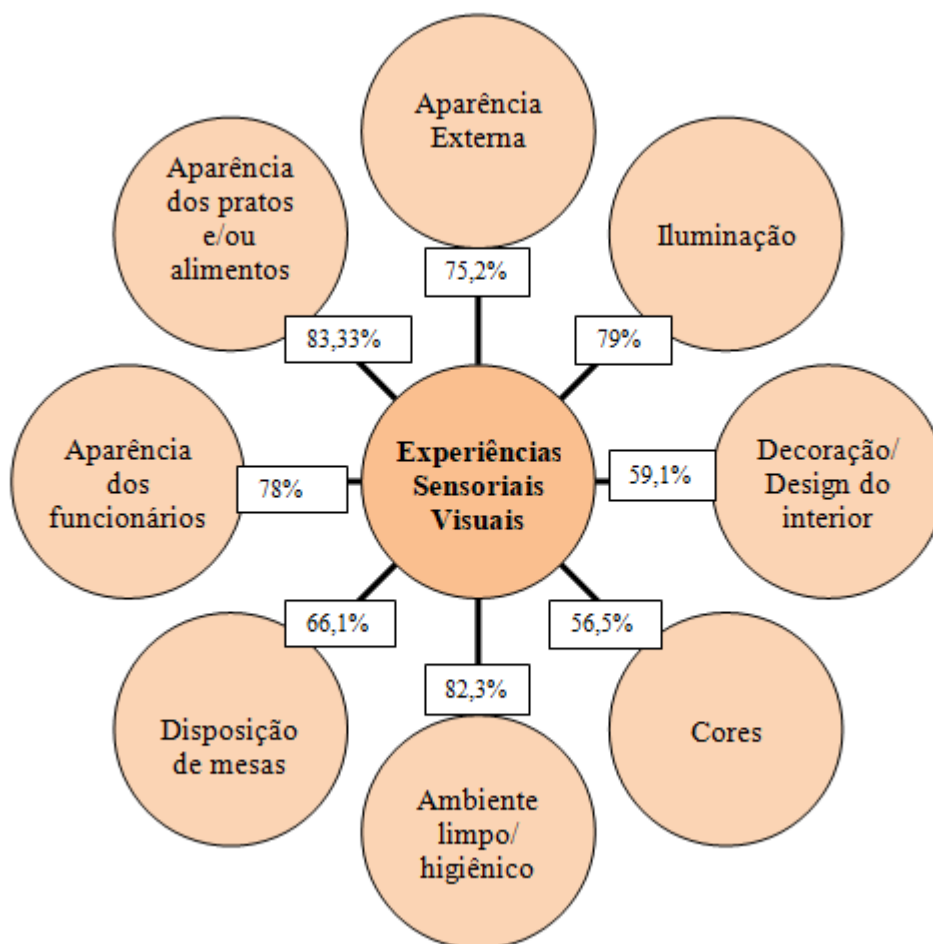 Aparência
Externa
75,2%
Iluminação
79%
Decoração/
Design do
interior
59,1%
Cores
56,5%
Ambiente
limpo/
higiênico
82,3%
Disposição
de mesas
66,1%
Aparência
dos
funcionários
78%
Aparência
dos pratos
e/ou
alimentos
83,33%
Experiências
Sensoriais
Visuais